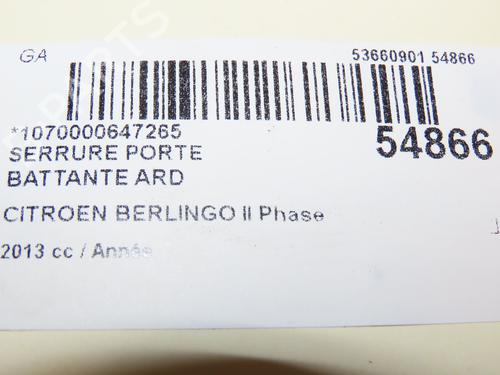 GA 53660901 54866
*1070000647265 54866
SERRURE PORTE
BATTANTE ARD
CITROEN BERLINGO II Phase
2013 cc / Année